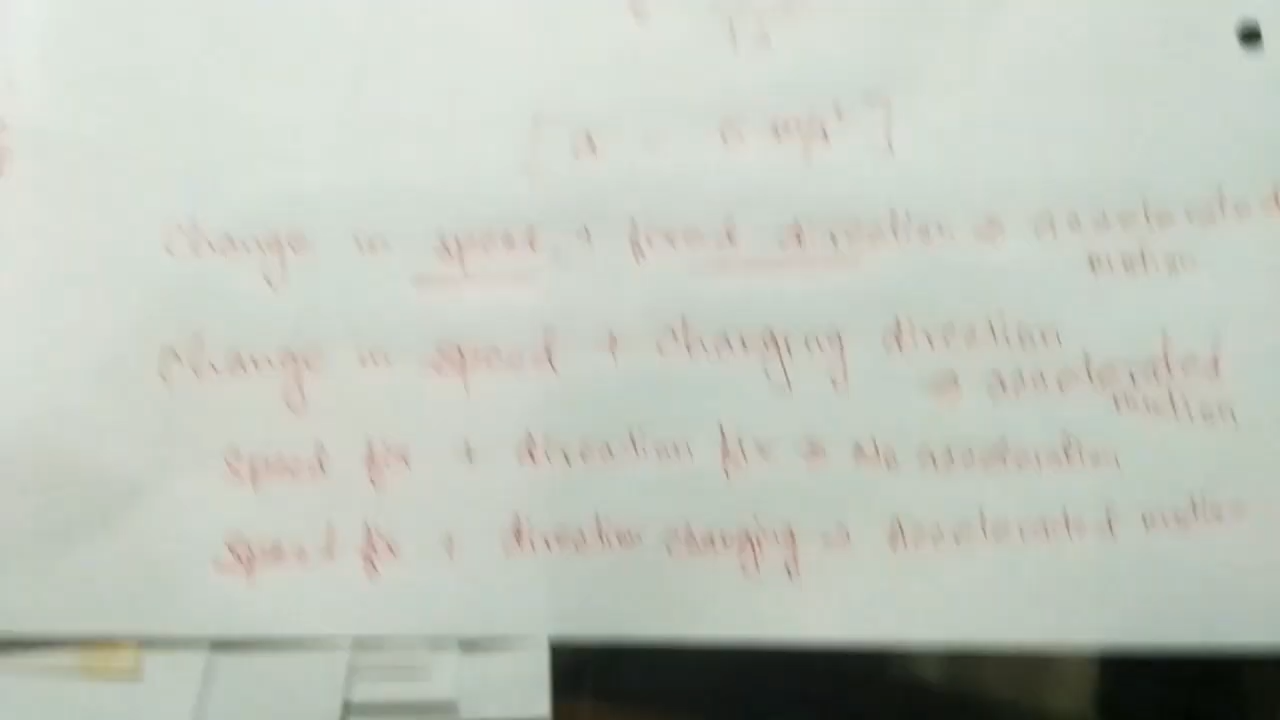 change in speed + fixed direction ⇒ accelerated
motion
change in speed + changing direction
⇒ accelerated
motion
speed fix + direction fix ⇒ No acceleration
speed fix + direction changing ⇒ Accelerated motion